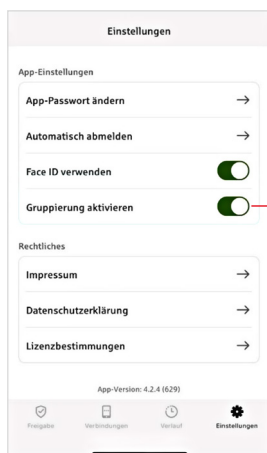 Einstellungen
App-Einstellungen
App-Passwort ändern
Automatisch abmelden
Face ID verwenden
Gruppierung aktivieren
Rechtliches
Impressum
Datenschutzerklärung
Lizenzbestimmungen
App-Version: 4.2.4 (629)
Freigabe Verbindungen Verlauf Einstellungen